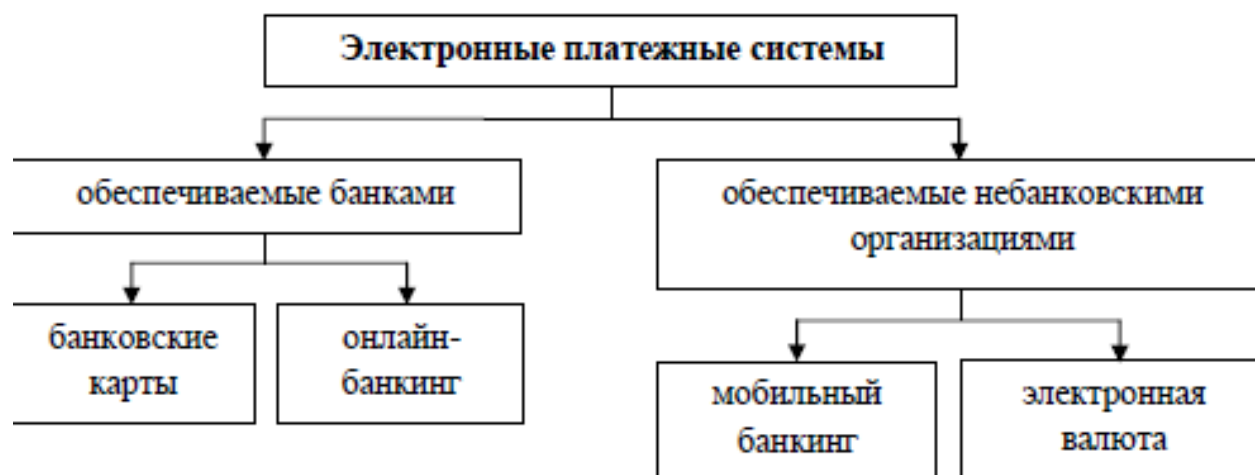 Электронные платежные системы
обеспечиваемые банками
обеспечиваемые небанковскими
организациями
банковские
карты
онлайн-
банкинг
мобильный
банкинг
электронная
валюта